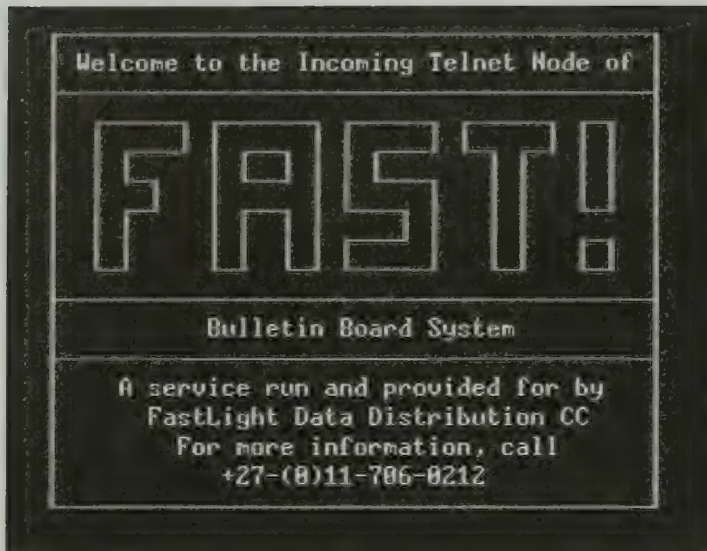 Welcome to the Incoming Telnet Node of
FAST!
Bulletin Board System
A service run and provided for by
FastLight Data Distribution CC
For more information, call
+27-(0)11-706-0212